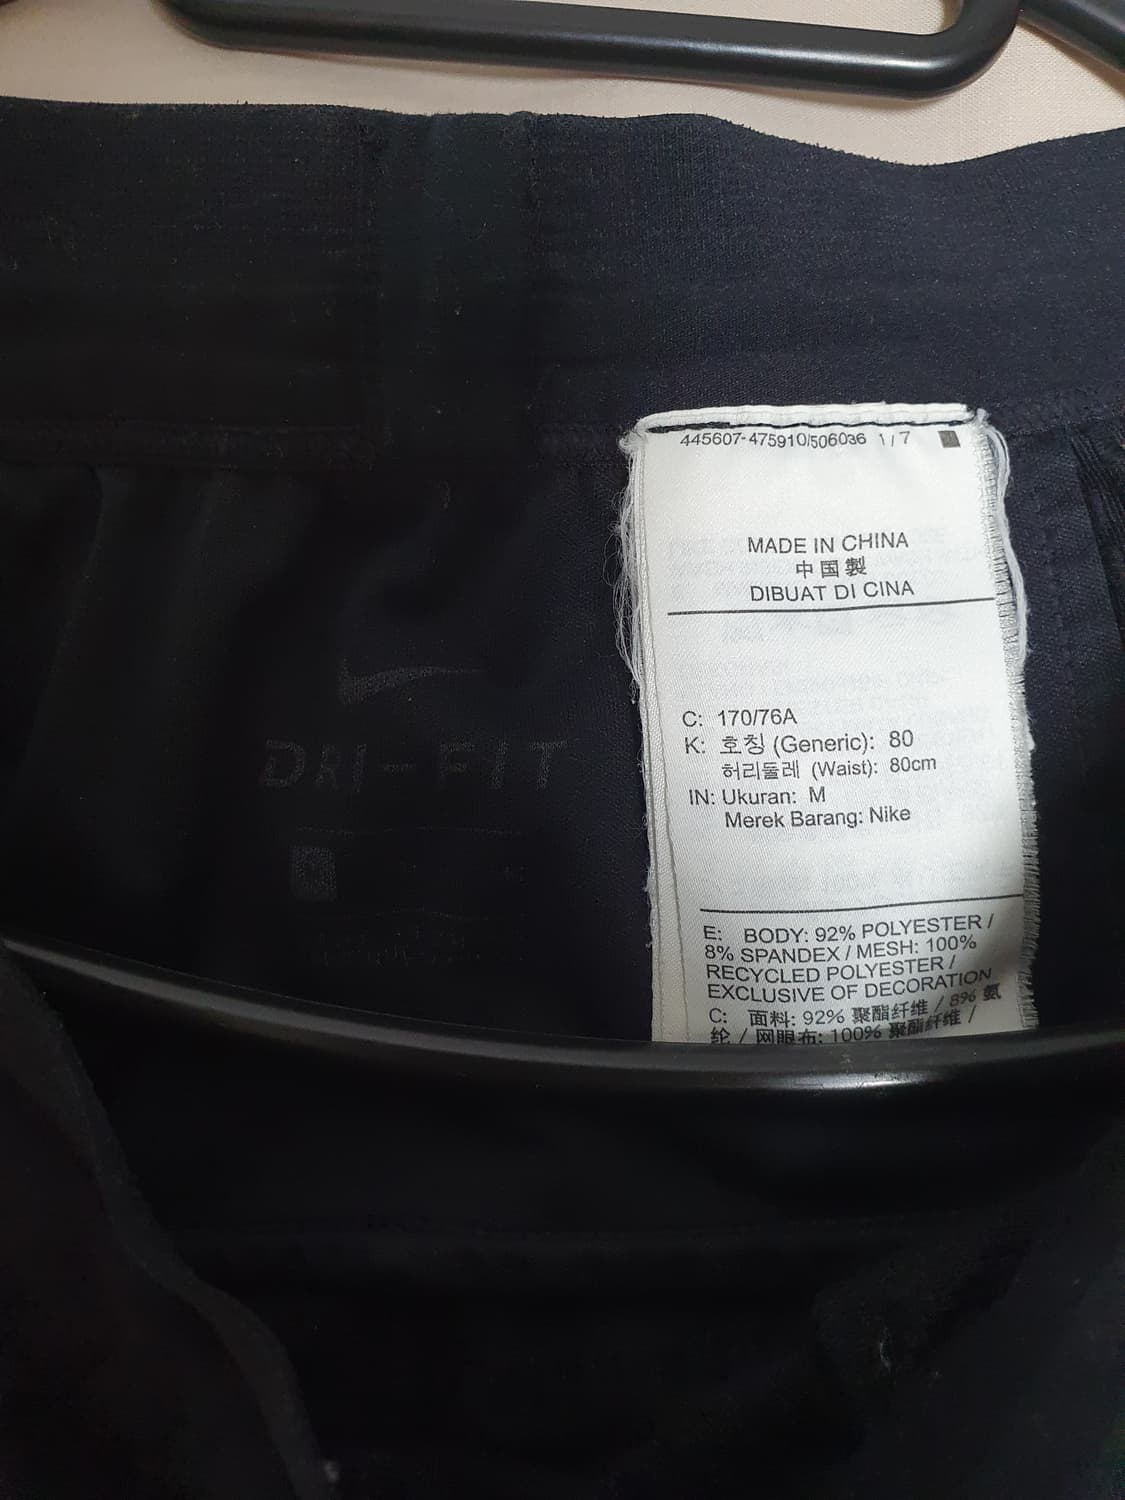 445607-475910/506036 1/7
MADE IN CHINA
中国製
DIBUAT DI CINA
C: 170/76A
K: 호칭 (Generic): 80
허리둘레 (Waist): 80cm
IN: Ukuran: M
Merek Barang: Nike
DRI-FIT
E: BODY: 92% POLYESTER /
8% SPANDEX / MESH: 100%
RECYCLED POLYESTER /
EXCLUSIVE OF DECORATION
C: 面料: 92% 聚酯纤维 / 8% 氨
纶 / 网眼布: 100% 聚酯纤维 /